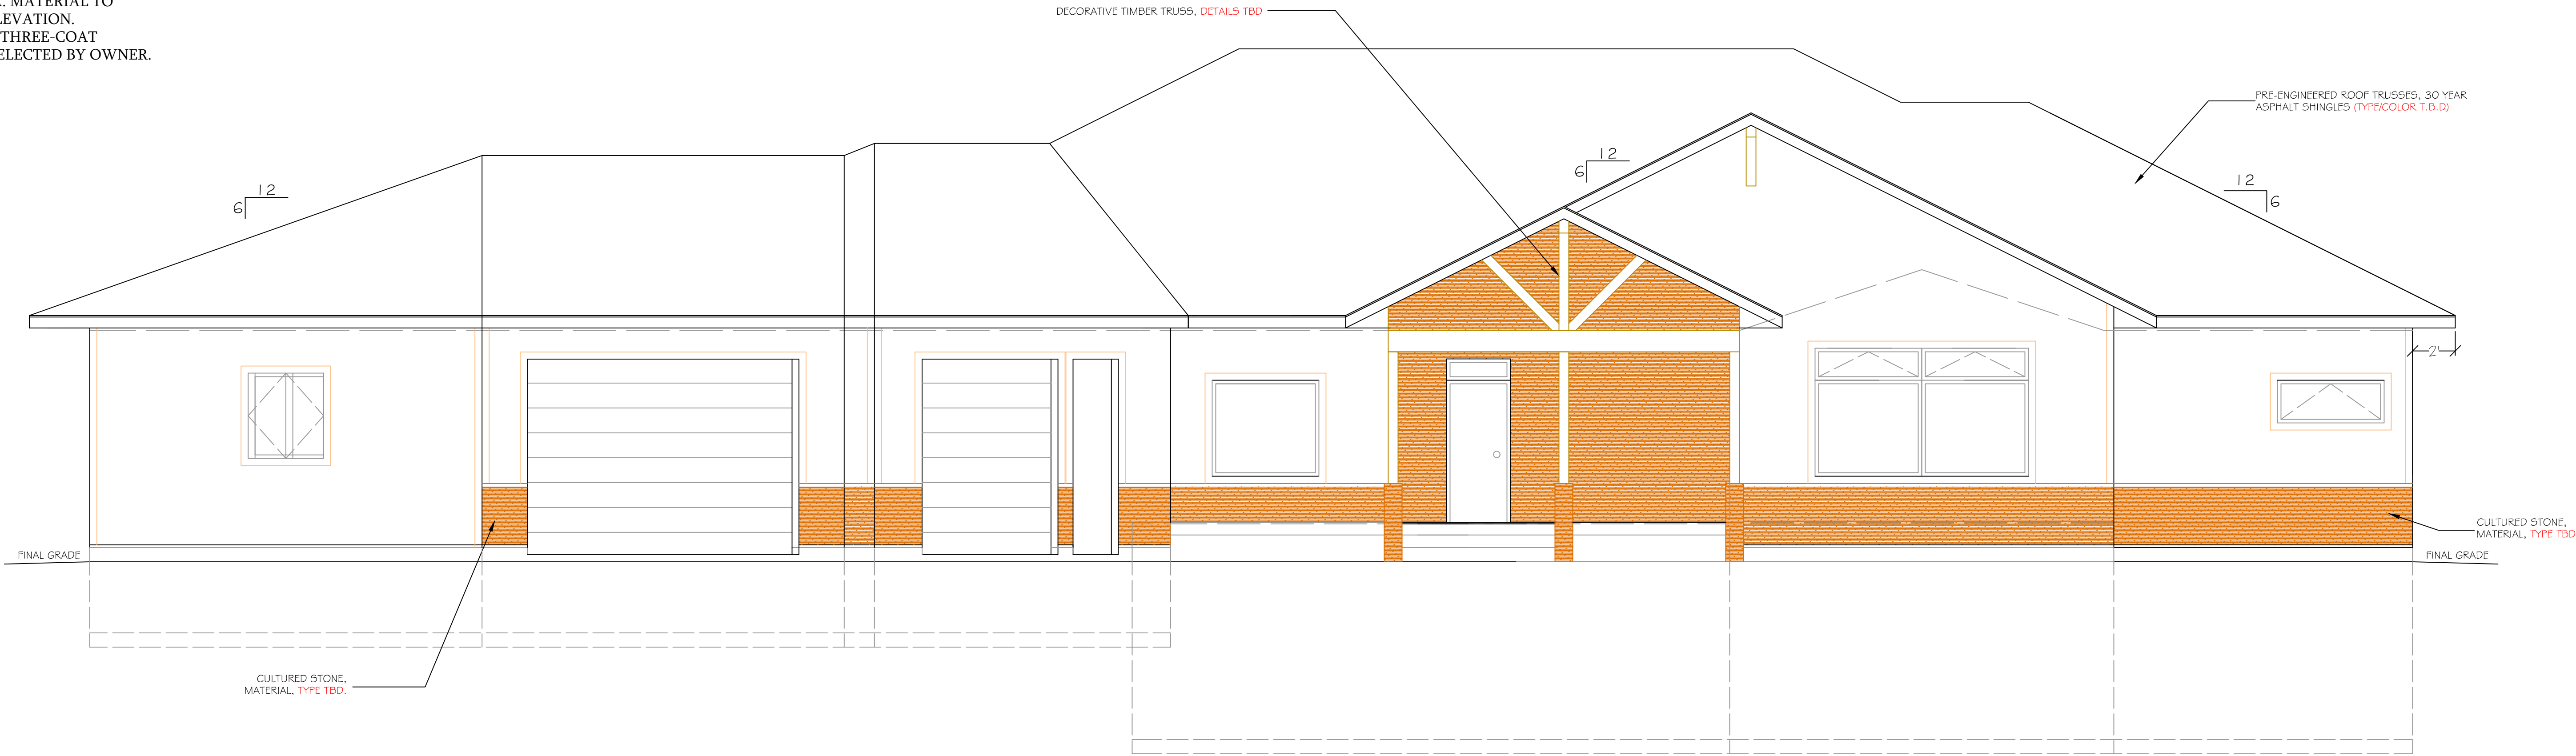 . MATERIAL TO
LEVATION.
THREE-COAT
ELECTED BY OWNER.
DECORATIVE TIMBER TRUSS, DETAILS TBD
PRE-ENGINEERED ROOF TRUSSES, 30 YEAR
ASPHALT SHINGLES (TYPE/COLOR T.B.D)
12
6
12
6
12
6
2'
CULTURED STONE,
MATERIAL, TYPE TBD
FINAL GRADE
FINAL GRADE
CULTURED STONE,
MATERIAL, TYPE TBD.